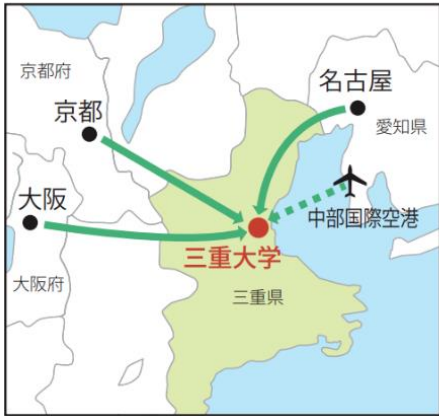 京都府
京都
名古屋
愛知県
大阪
大阪府
中部国際空港
三重大学
三重県